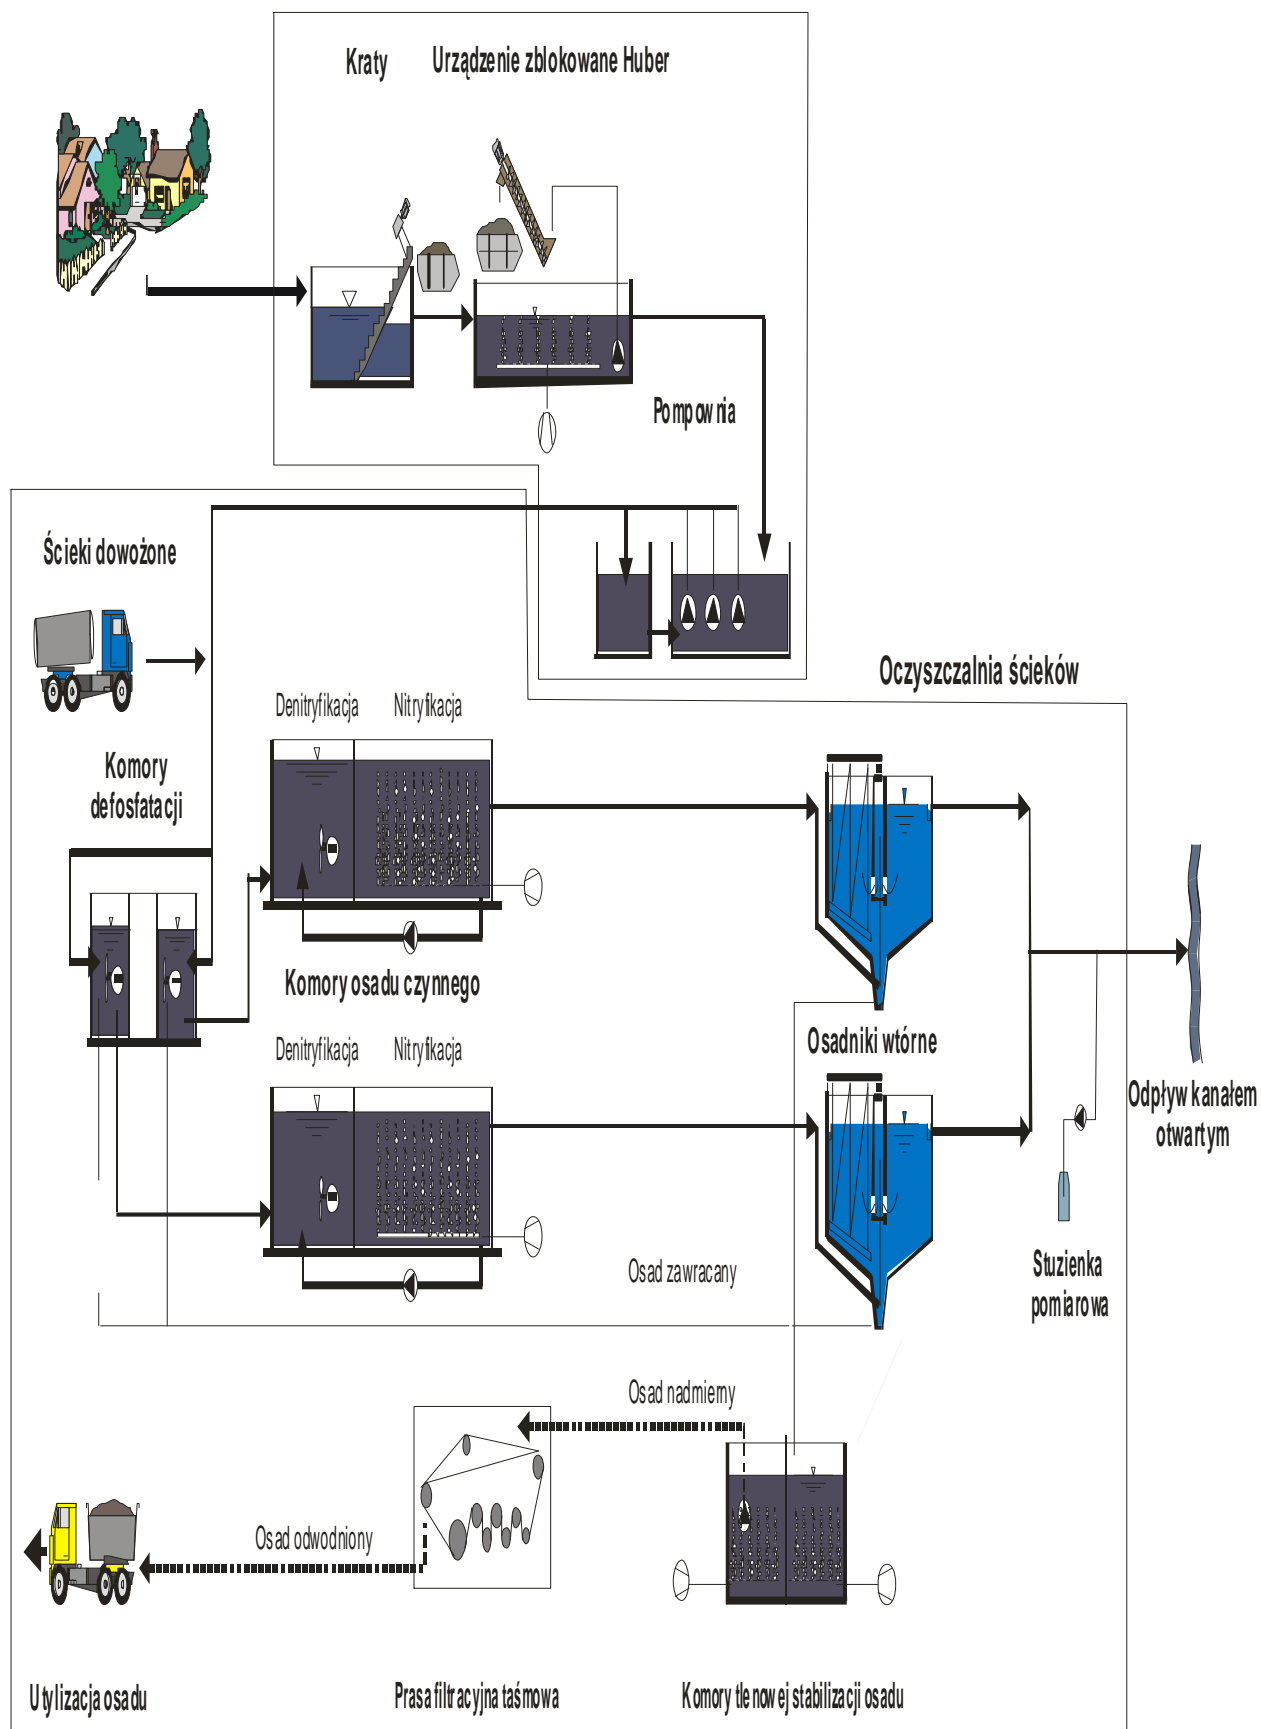 Kraty
Urządzenie zblokowane Huber
Pompownia
Ścieki dowożone
Oczyszczalnia ścieków
Denitryfikacja
Nitryfikacja
Komory
defosfatacji
Komory osadu czynnego
Denitryfikacja
Nitryfikacja
Osadniki wtórne
Odpływ kanałem
otwartym
Stuzienka
pomiarowa
Osad zawracany
Osad nadmierny
Osad odwodniony
Utylizacja osadu
Prasa filtracyjna taśmowa
Komory tlenowej stabilizacji osadu